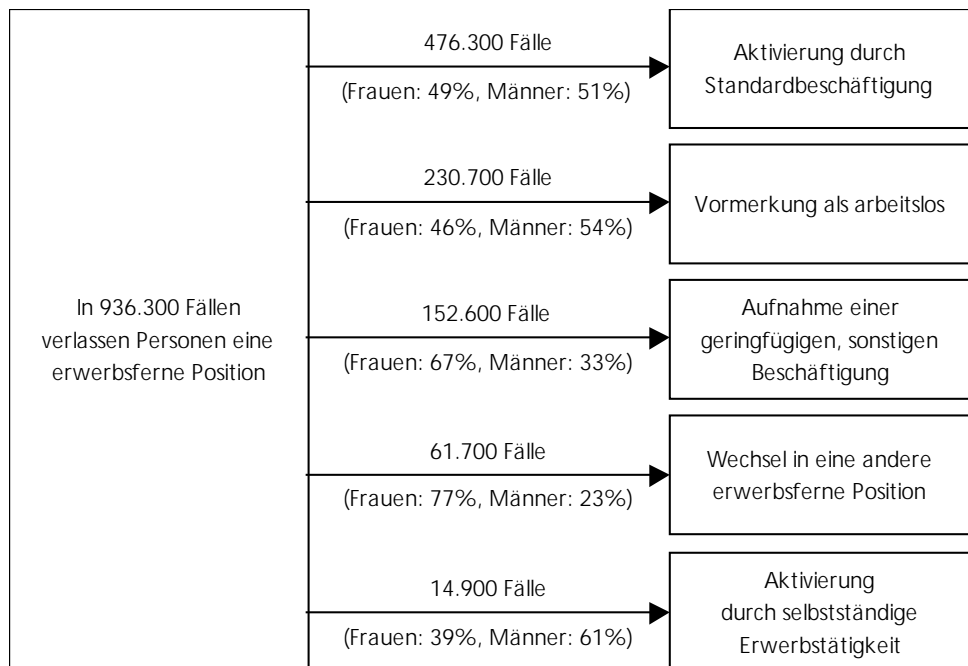 In 936.300 Fällen
verlassen Personen eine
erwerbsferne Position
476.300 Fälle
(Frauen: 49%, Männer: 51%)
Aktivierung durch
Standardbeschäftigung
230.700 Fälle
(Frauen: 46%, Männer: 54%)
Vormerkung als arbeitslos
152.600 Fälle
(Frauen: 67%, Männer: 33%)
Aufnahme einer
geringfügigen, sonstigen
Beschäftigung
61.700 Fälle
(Frauen: 77%, Männer: 23%)
Wechsel in eine andere
erwerbsferne Position
14.900 Fälle
(Frauen: 39%, Männer: 61%)
Aktivierung
durch selbstständige
Erwerbstätigkeit